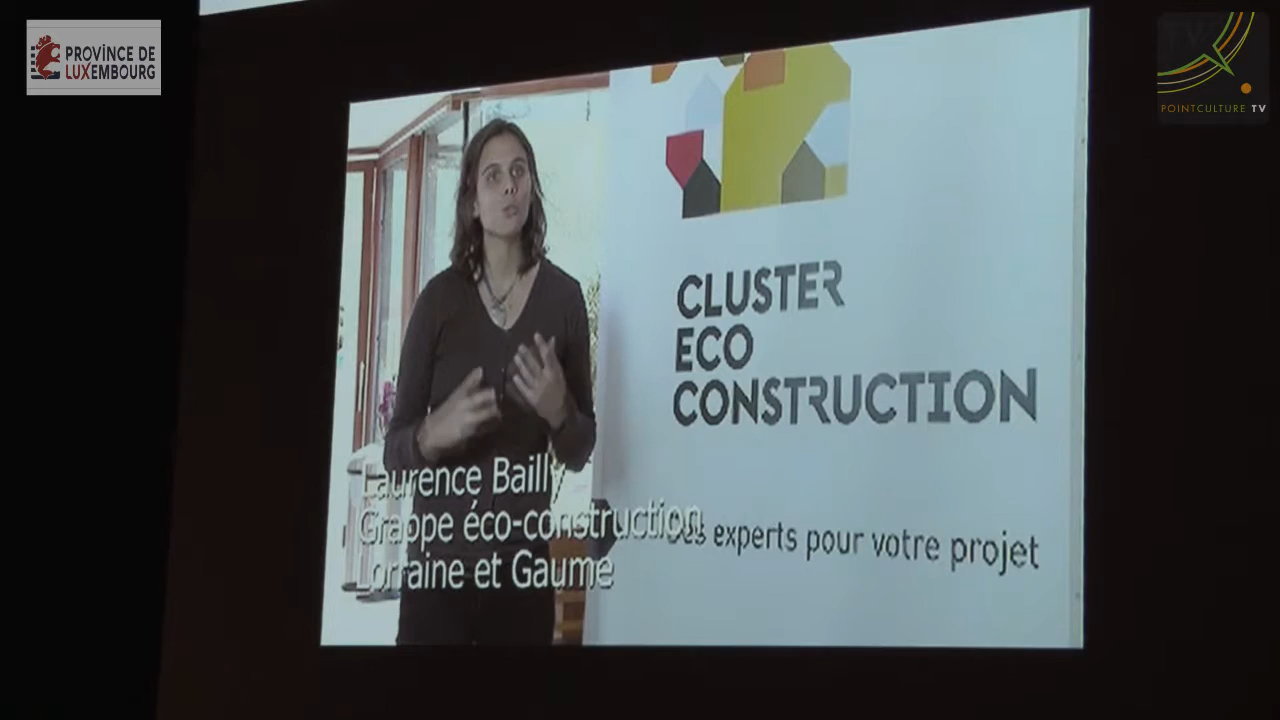 PROVINCE DE
LUXEMBOURG
POINTCULTURE TV
CLUSTER
ECO
CONSTRUCTION
Laurence Bailly
Grappe éco-construction
Lorraine et Gaume
experts pour votre projet